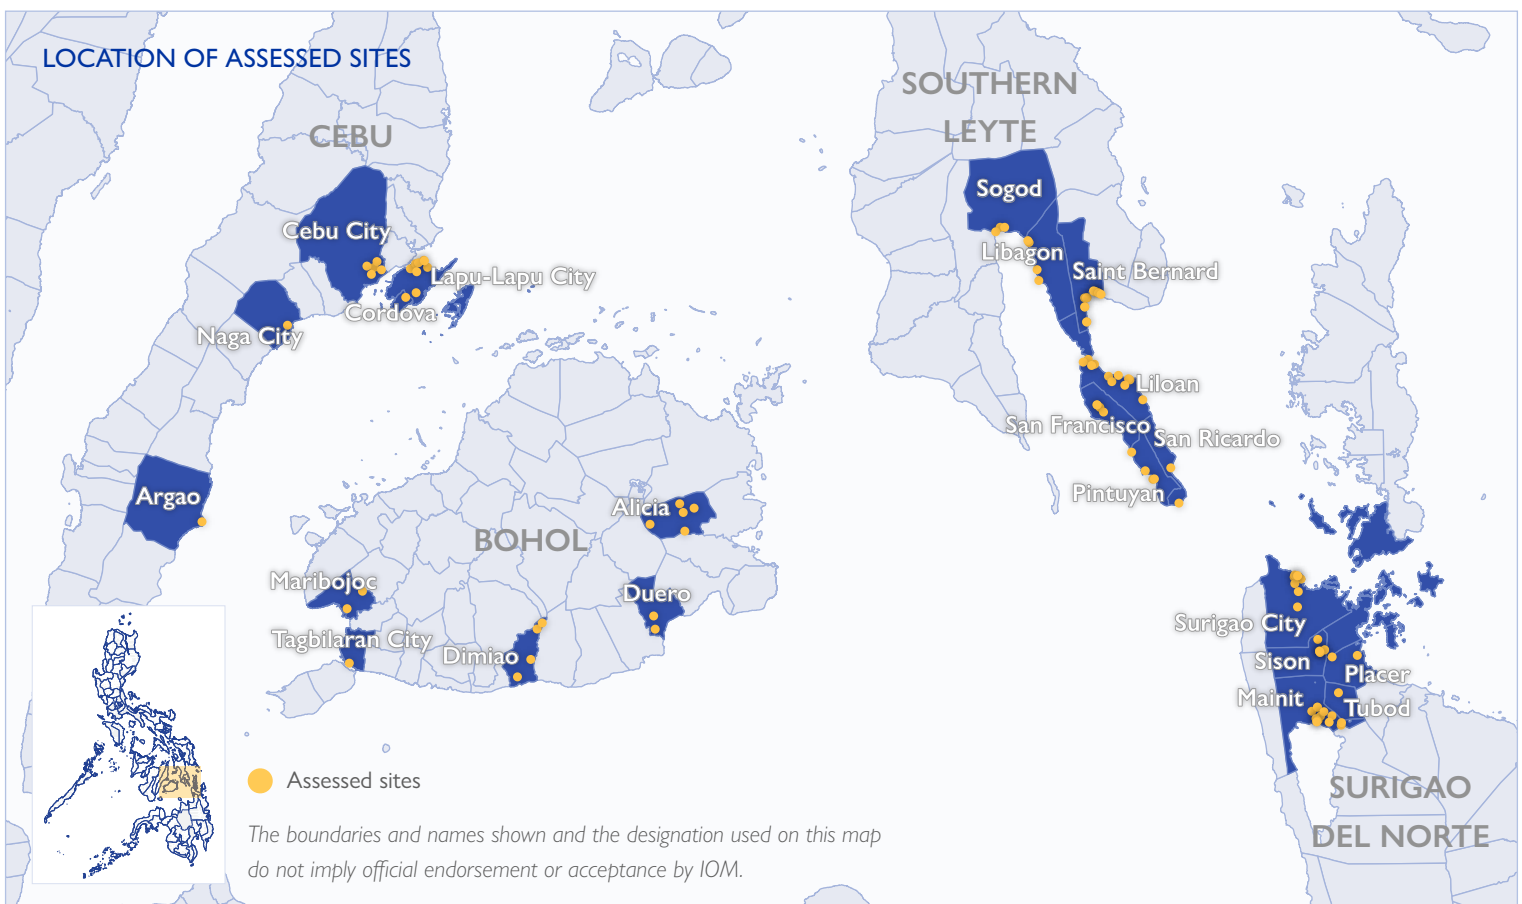 LOCATION OF ASSESSED SITES
SOUTHERN
LEYTE
CEBU
Sogod
Cebu City
Libagon
Saint Bernard
Lapu-Lapu City
Cordova
Naga City
Liloan
San Francisco
San Ricardo
Pintuyan
Argao
Alicia
BOHOL
Maribojoc
Duero
Tagbilaran City
Dimiao
Surigao City
Sison
Placer
Mainit
Tubod
SURIGAO
DEL NORTE
Assessed sites
The boundaries and names shown and the designation used on this map
do not imply official endorsement or acceptance by IOM.